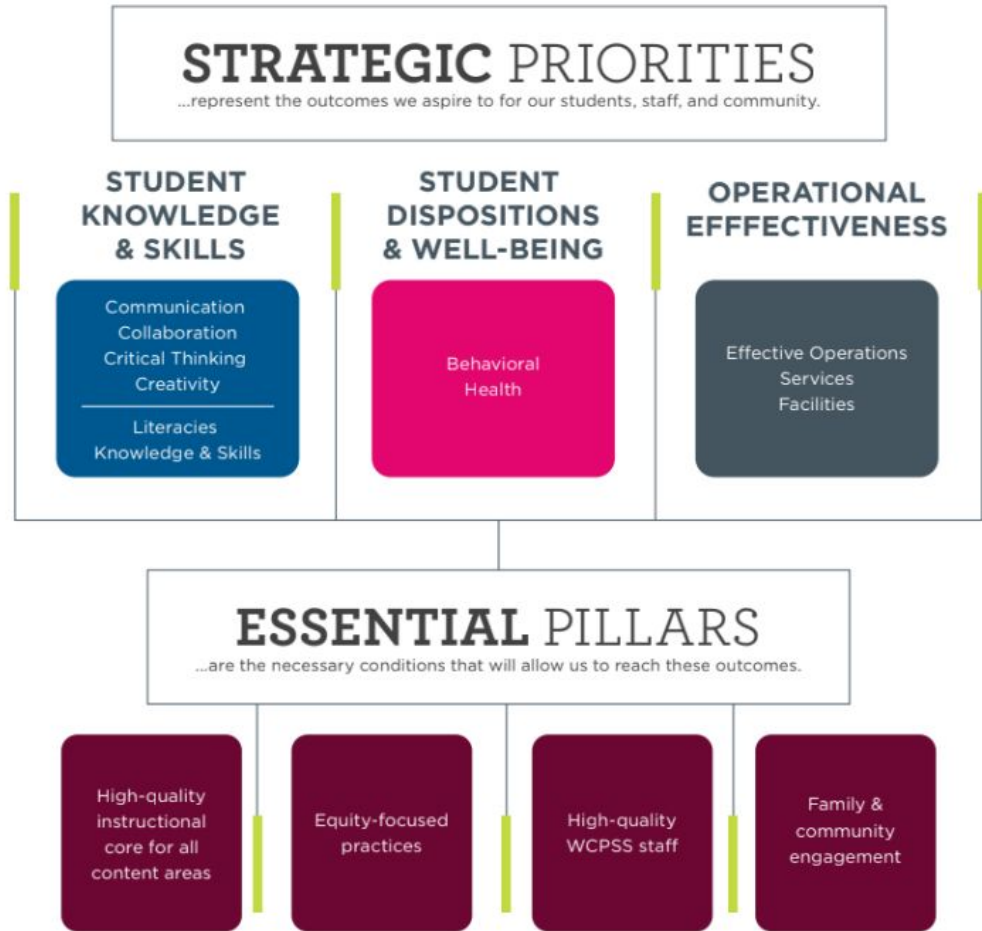 STRATEGIC PRIORITIES
...represent the outcomes we aspire to for our students, staff, and community.
STUDENT
KNOWLEDGE
& SKILLS
Communication
Collaboration
Critical Thinking
Creativity
Literacies
Knowledge & Skills
STUDENT
DISPOSITIONS
& WELL-BEING
Behavioral
Health
OPERATIONAL
EFFFECTIVENESS
Effective Operations
Services
Facilities
ESSENTIAL PILLARS
...are the necessary conditions that will allow us to reach these outcomes.
High-quality
instructional
core for all
content areas
Equity-focused
practices
High-quality
WCPSS staff
Family &
community
engagement